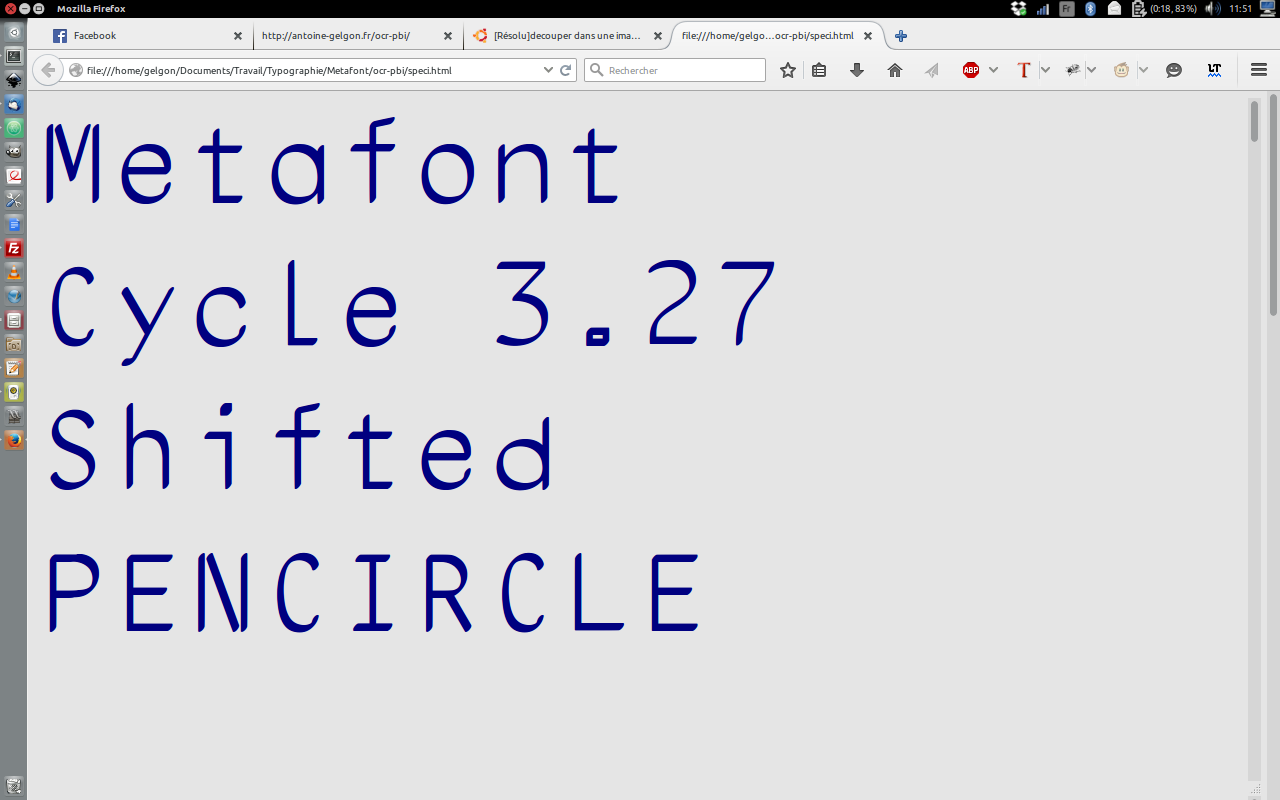 Mozilla Firefox
Fr
(0:18, 83%)
11:51
Facebook
http://antoine-gelgon.fr/ocr-pbi/
[Résolu]decouper dans une ima...
file:///home/gelgo...ocr-pbi/speci.html
file:///home/gelgon/Documents/Travail/Typographie/Metafont/ocr-pbi/speci.html
Rechercher
ABP
T
LT
Fz
Metafont
Cycle 3.27
Shifted
PENCIRCLE